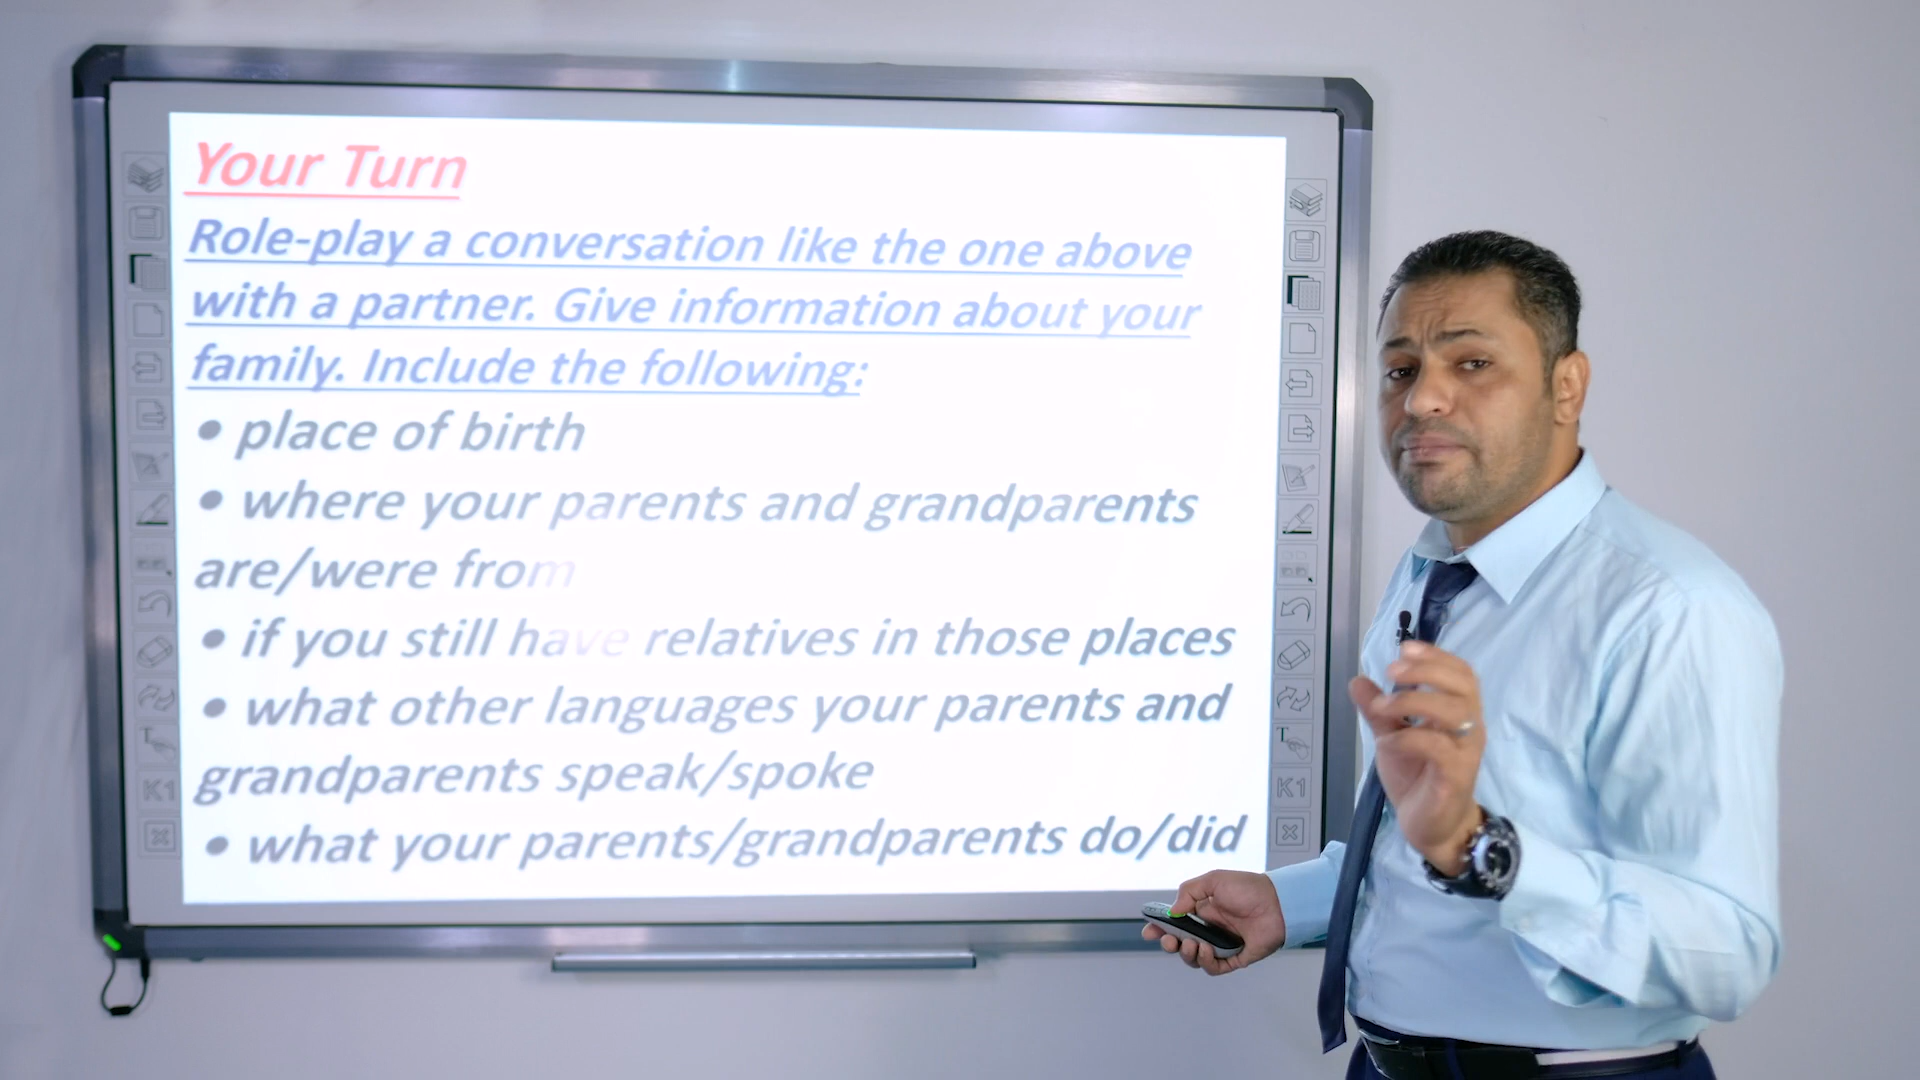 Your Turn
Role-play a conversation like the one above
with a partner. Give information about your
family. Include the following:
• place of birth
• where your parents and grandparents
are/were from
• if you still have relatives in those places
• what other languages your parents and
grandparents speak/spoke
• what your parents/grandparents do/did
T
K1
T
K1